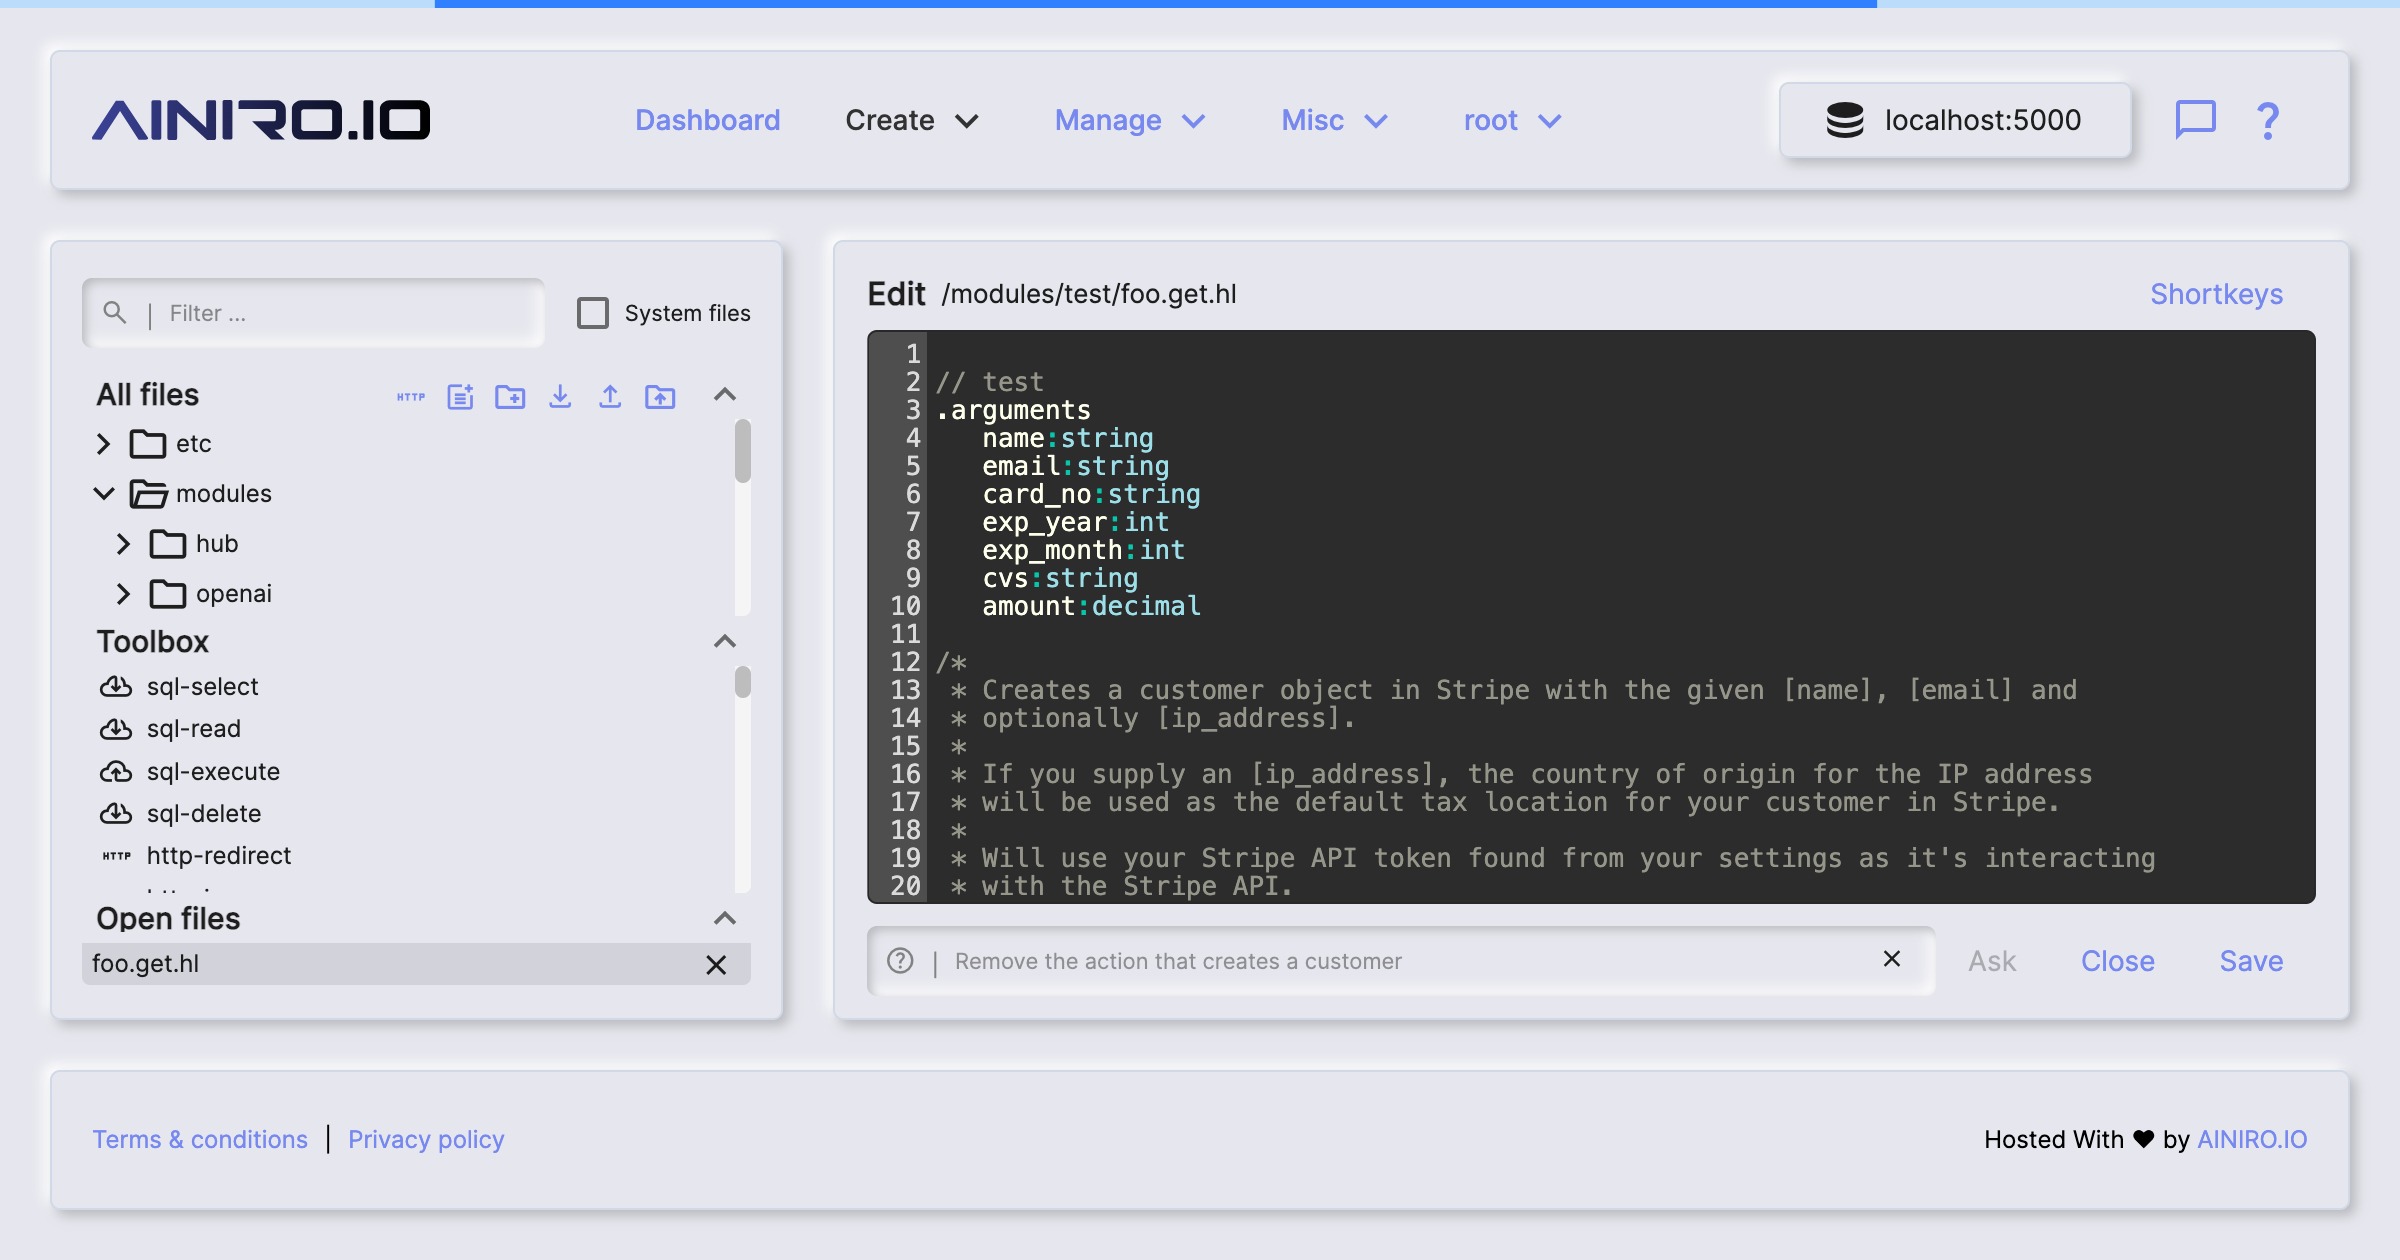 AINIRO.IO
Dashboard
Create
Manage
Misc
root
localhost:5000
?
| Filter ...
System files
All files
HTTP
etc
modules
hub
openai
Toolbox
sql-select
sql-read
sql-execute
sql-delete
HTTP http-redirect
Open files
foo.get.hl
Edit /modules/test/foo.get.hl
Shortkeys
1
2 // test
3 .arguments
4    name:string
5    email:string
6    card_no:string
7    exp_year:int
8    exp_month:int
9    cvs:string
10    amount:decimal
11
12 /*
13  * Creates a customer object in Stripe with the given [name], [email] and
14  * optionally [ip_address].
15  *
16  * If you supply an [ip_address], the country of origin for the IP address
17  * will be used as the default tax location for your customer in Stripe.
18  *
19  * Will use your Stripe API token found from your settings as it's interacting
20  * with the Stripe API.
? | Remove the action that creates a customer
Ask
Close
Save
Terms & conditions | Privacy policy
Hosted With ♥ by AINIRO.IO